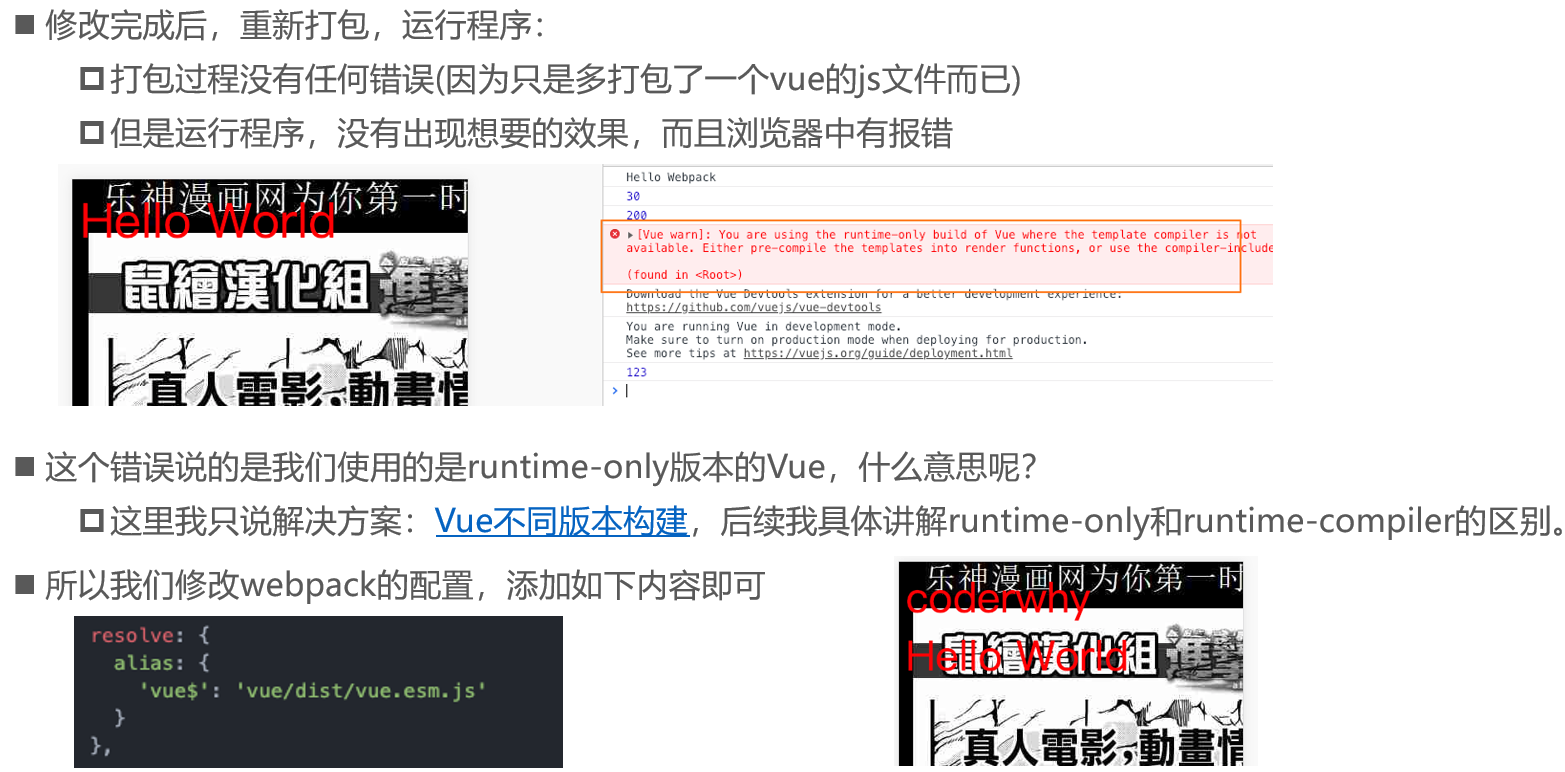 修改完成后，重新打包，运行程序：
打包过程没有任何错误(因为只是多打包了一个vue的js文件而已)
但是运行程序，没有出现想要的效果，而且浏览器中有报错
乐神漫画网为你第一时
Hello World
鼠繪漢化組 進擊
真人電影,動畫情
Hello Webpack
30
200
[Vue warn]: You are using the runtime-only build of Vue where the template compiler is not
available. Either pre-compile the templates into render functions, or use the compiler-include
(found in <Root>)
Download the Vue Devtools extension for a better development experience:
https://github.com/vuejs/vue-devtools
You are running Vue in development mode.
Make sure to turn on production mode when deploying for production.
See more tips at https://vuejs.org/guide/deployment.html
123
>
这个错误说的是我们使用的是runtime-only版本的Vue，什么意思呢？
这里我只说解决方案：Vue不同版本构建，后续我具体讲解runtime-only和runtime-compiler的区别。
所以我们修改webpack的配置，添加如下内容即可
resolve: {
alias: {
'vue$': 'vue/dist/vue.esm.js'
}
},
乐神漫画网为你第一时
coderwhy
鼠繪漢化組 進擊
Hello World
真人電影,動畫情